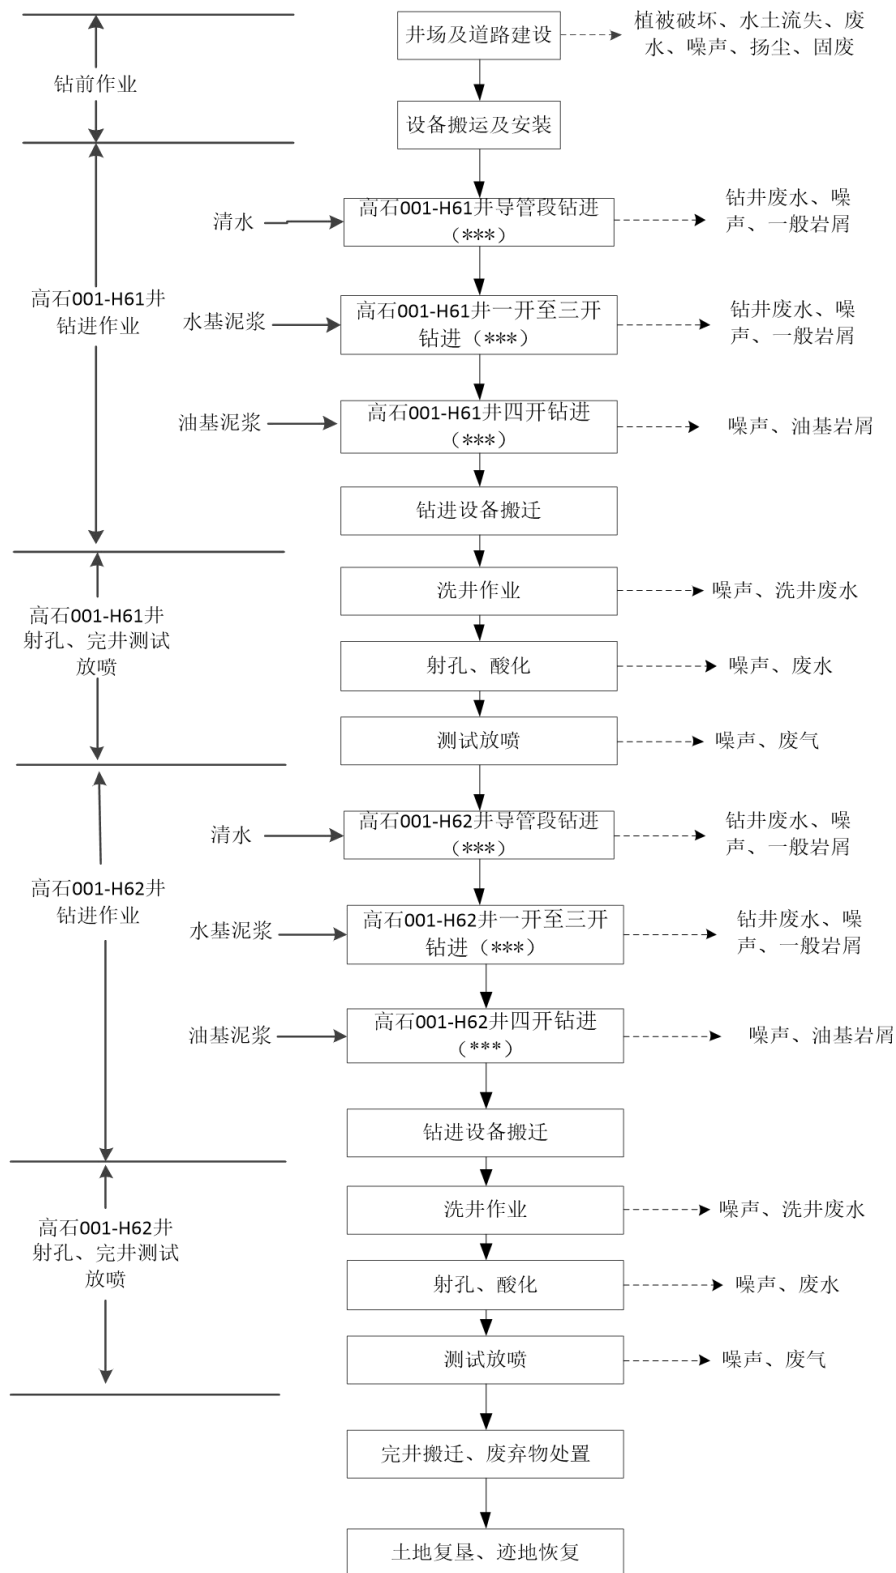 井场及道路建设
植被破坏、水土流失、废
水、噪声、扬尘、固废
钻前作业
设备搬运及安装
清水
高石001-H61井导管段钻进
（***）
钻井废水、噪
声、一般岩屑
高石001-H61井
钻进作业
水基泥浆
高石001-H61井一开至三开
钻进（***）
钻井废水、噪
声、一般岩屑
油基泥浆
高石001-H61井四开钻进
（***）
噪声、油基岩屑
钻进设备搬迁
高石001-H61井
射孔、完井测试
放喷
洗井作业
噪声、洗井废水
射孔、酸化
噪声、废水
测试放喷
噪声、废气
清水
高石001-H62井导管段钻进
（***）
钻井废水、噪
声、一般岩屑
高石001-H62井
钻进作业
水基泥浆
高石001-H62井一开至三开
钻进（***）
钻井废水、噪
声、一般岩屑
油基泥浆
高石001-H62井四开钻进
（***）
噪声、油基岩屑
钻进设备搬迁
高石001-H62井
射孔、完井测试
放喷
洗井作业
噪声、洗井废水
射孔、酸化
噪声、废水
测试放喷
噪声、废气
完井搬迁、废弃物处置
土地复垦、迹地恢复